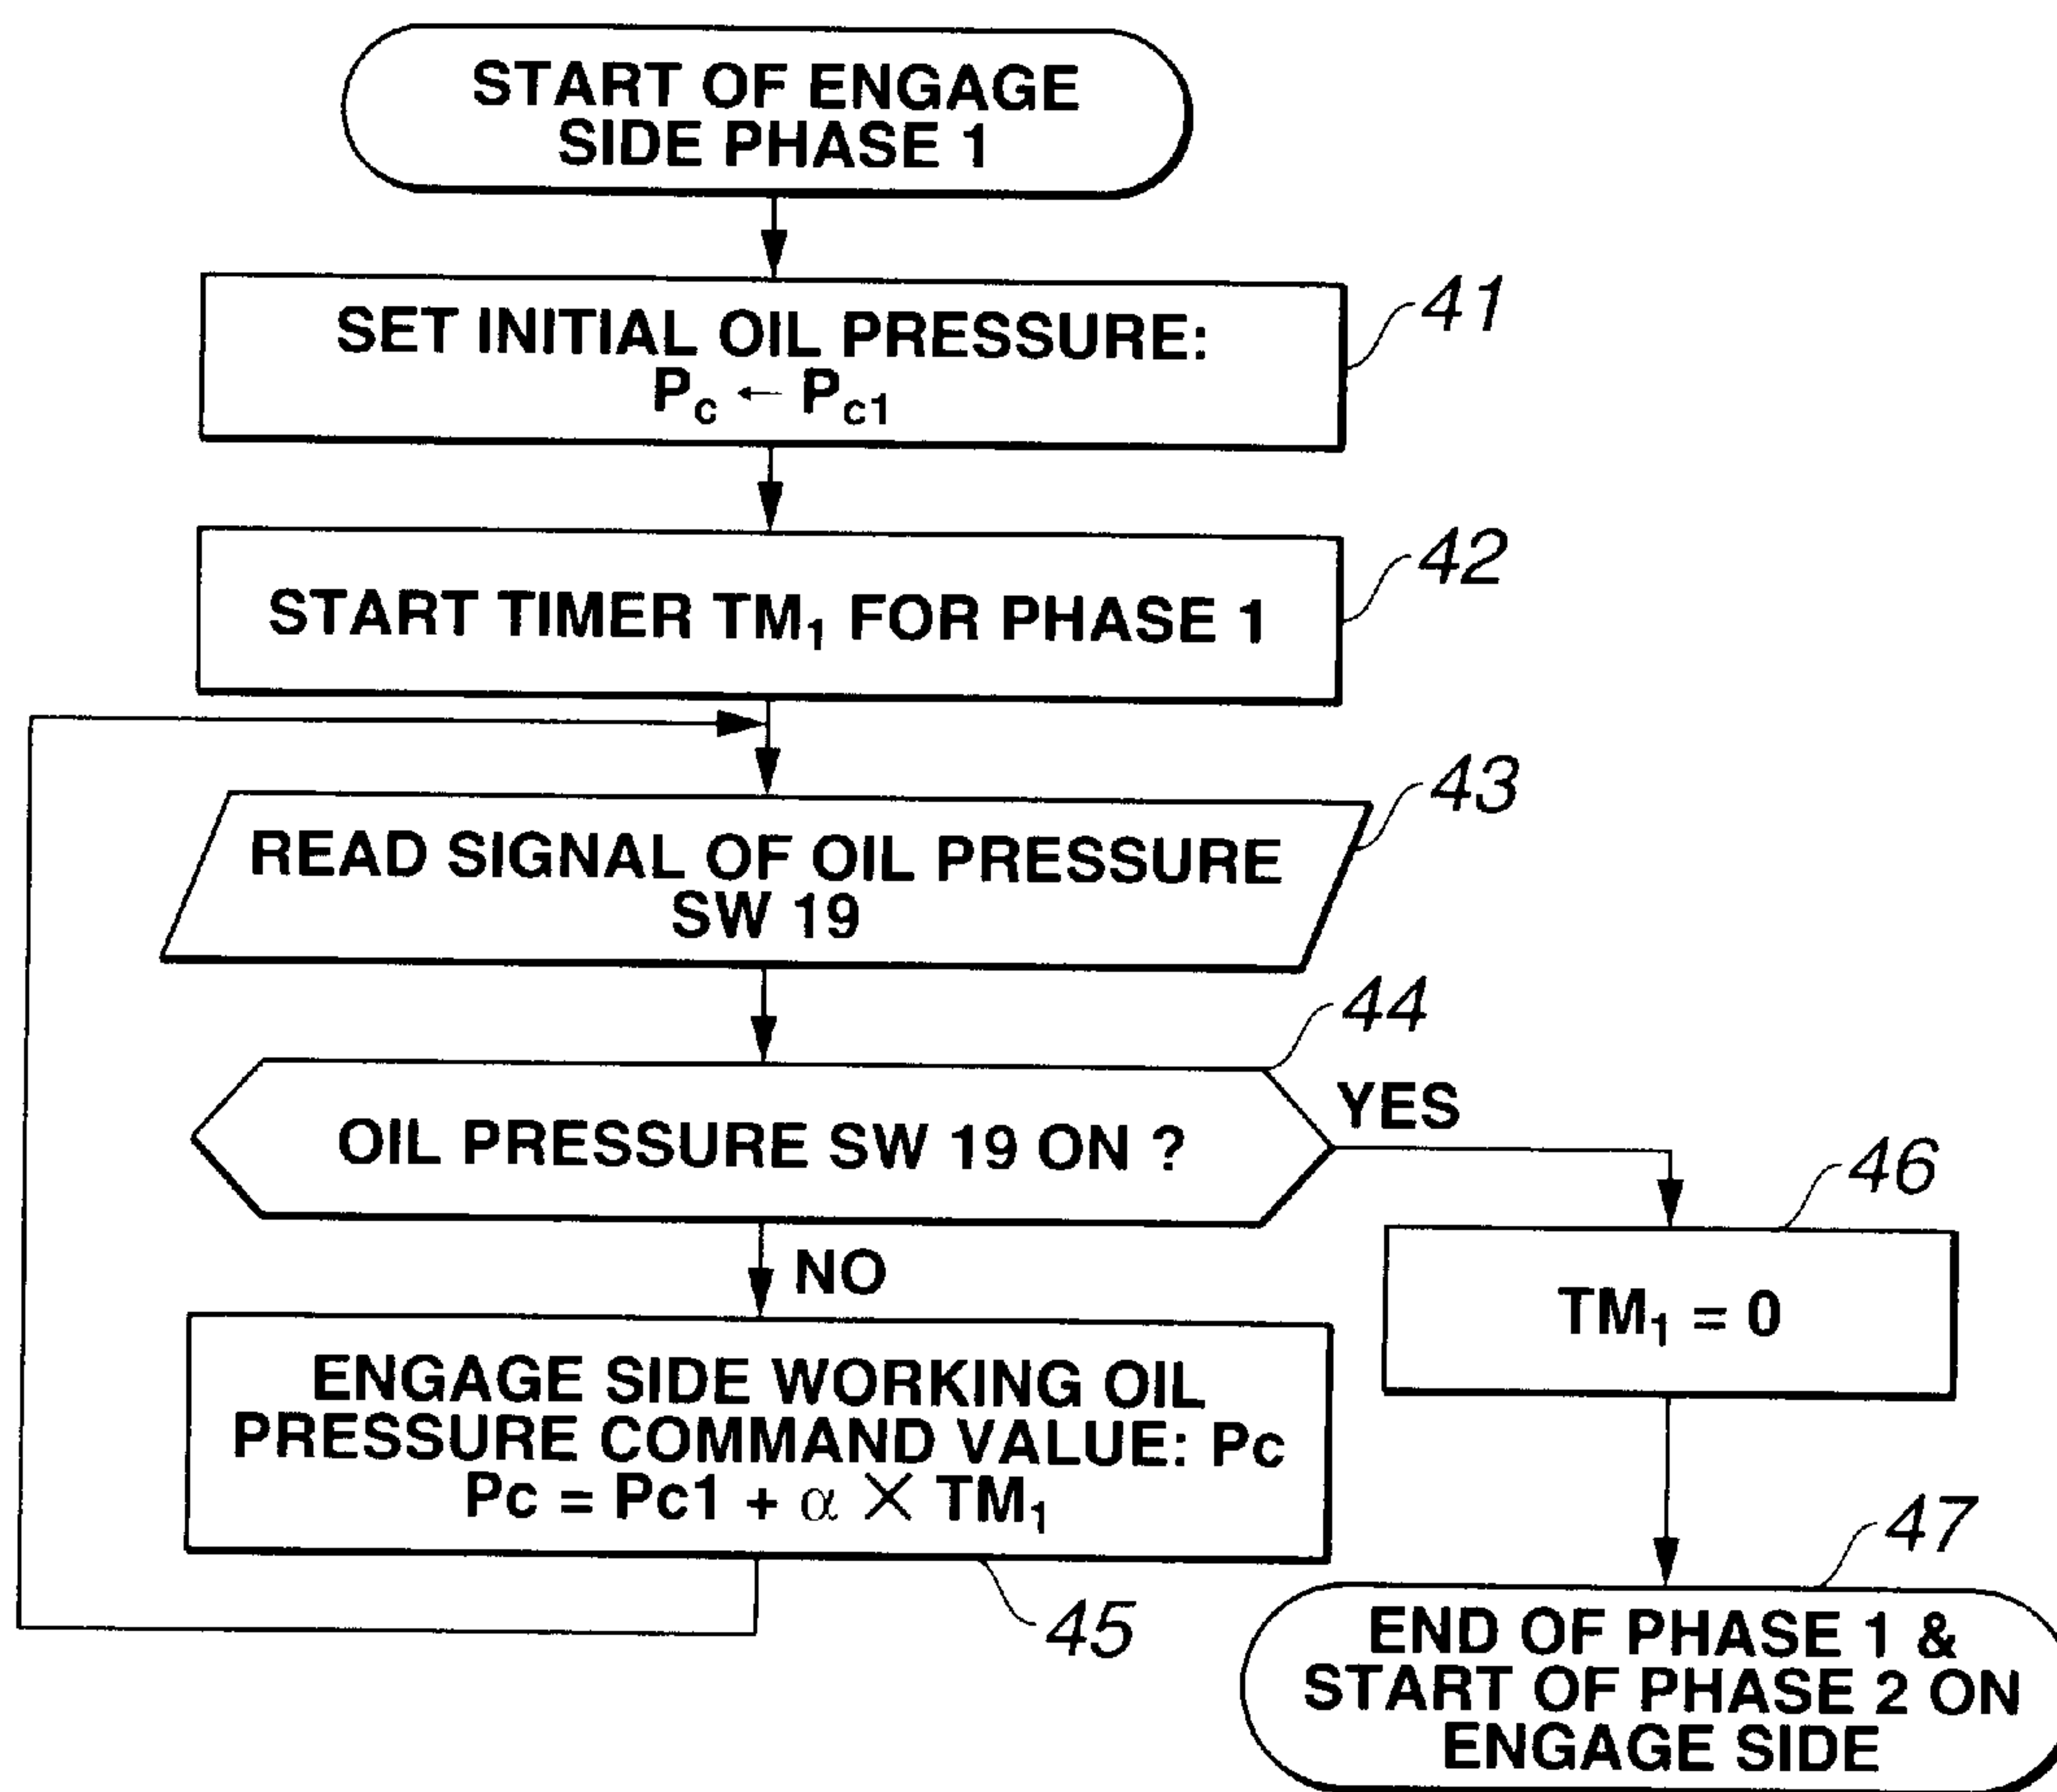 START OF ENGAGE
SIDE PHASE 1
SET INITIAL OIL PRESSURE:
Pc ← Pc1
41
START TIMER TM1 FOR PHASE 1
42
READ SIGNAL OF OIL PRESSURE
SW 19
43
OIL PRESSURE SW 19 ON ?
44
YES
NO
ENGAGE SIDE WORKING OIL
PRESSURE COMMAND VALUE: Pc
Pc = Pc1 + α × TM1
45
46
TM1 = 0
47
END OF PHASE 1 &
START OF PHASE 2 ON
ENGAGE SIDE